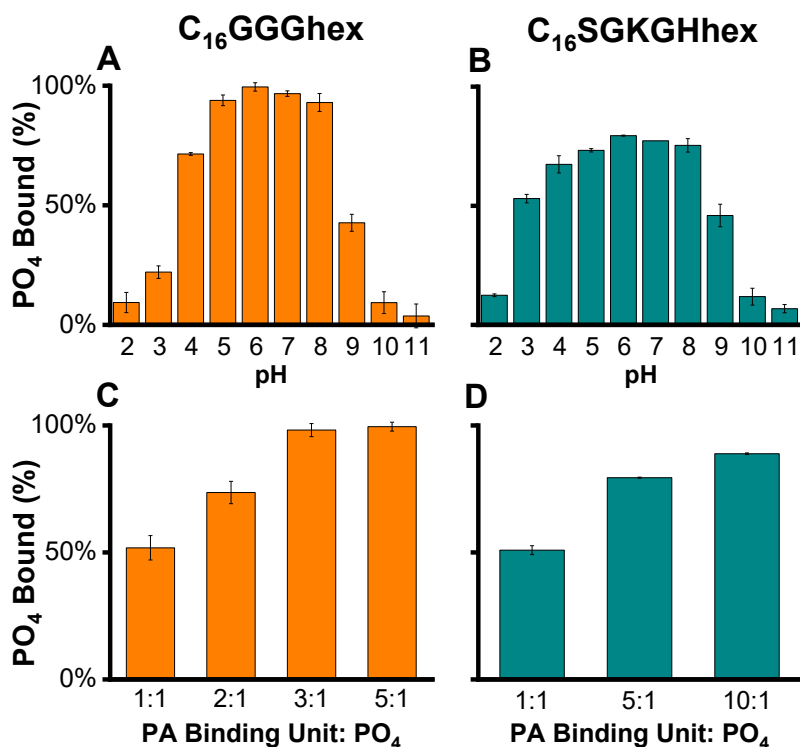 C₁₆GGGhex
C₁₆SGKGHhex
A
B
PO₄ Bound (%)
100%
50%
0%
2 3 4 5 6 7 8 9 10 11
pH
2 3 4 5 6 7 8 9 10 11
pH
C
D
PO₄ Bound (%)
100%
50%
0%
1:1 2:1 3:1 5:1
PA Binding Unit: PO₄
1:1 5:1 10:1
PA Binding Unit: PO₄